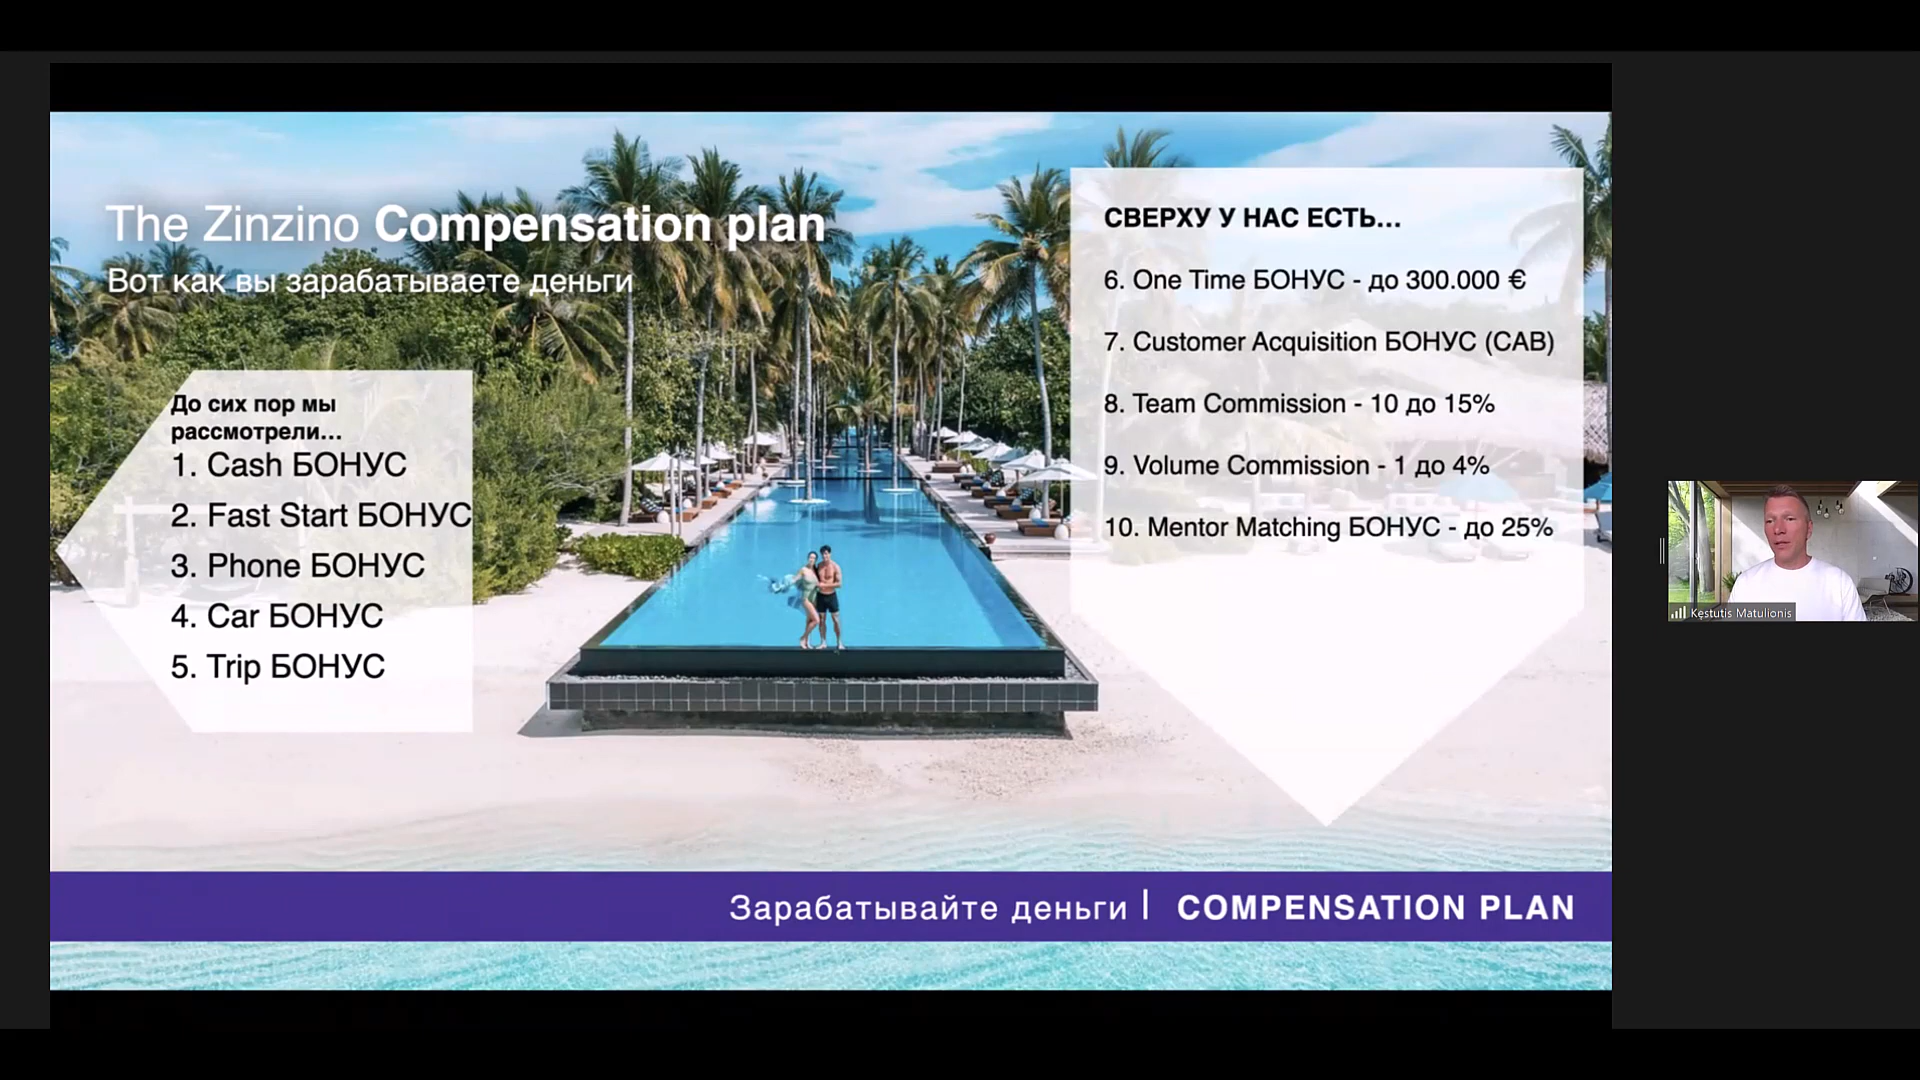 The Zinzino Compensation plan
Вот как вы зарабатываете деньги
До сих пор мы
рассмотрели...
1. Cash БОНУС
2. Fast Start БОНУС
3. Phone БОНУС
4. Car БОНУС
5. Trip БОНУС
СВЕРХУ У НАС ЕСТЬ...
6. One Time БОНУС - до 300.000 €
7. Customer Acquisition БОНУС (CAB)
8. Team Commission - 10 до 15%
9. Volume Commission - 1 до 4%
10. Mentor Matching БОНУС - до 25%
Зарабатывайте деньги | COMPENSATION PLAN
Kęstutis Matulionis